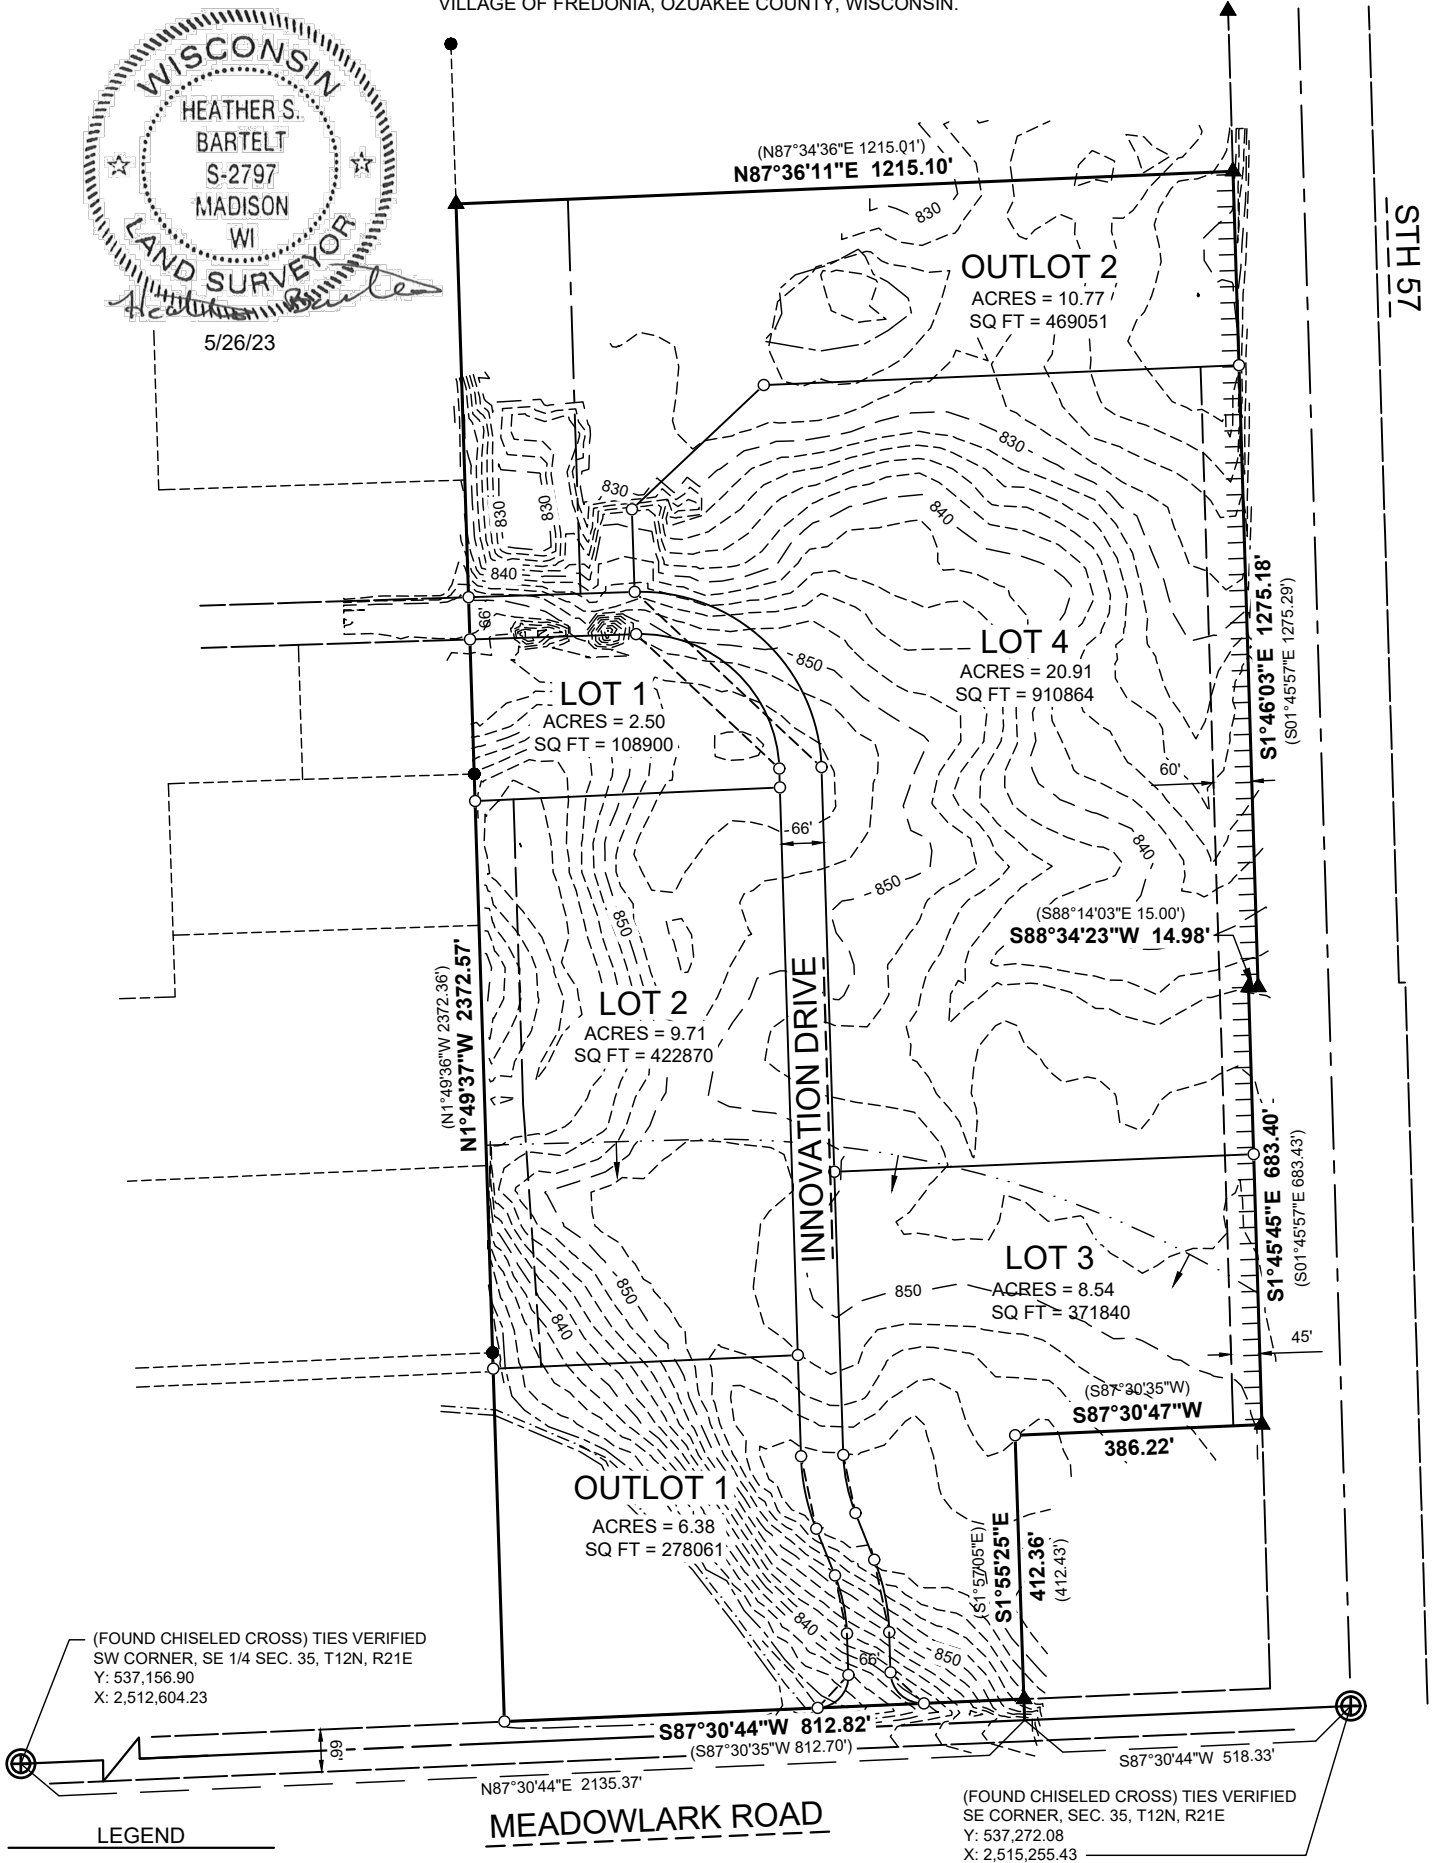 VILLAGE OF FREDONIA, OZUAKEE COUNTY, WISCONSIN.
WISCONSIN
HEATHER S.
BARTELT
S-2797
MADISON
WI
LAND SURVEYOR
Heather Bartelt
5/26/23
(N87°34'36"E 1215.01')
N87°36'11"E 1215.10'
STH 57
830
OUTLOT 2
ACRES = 10.77
SQ FT = 469051
830
830
830
830
840
840
66'
LOT 4
ACRES = 20.91
SQ FT = 910864
850
S1°46'03"E 1275.18'
(S01°45'57"E 1275.29')
LOT 1
ACRES = 2.50
SQ FT = 108900
60'
66'
840
850
850
(S88°14'03"E 15.00')
S88°34'23"W 14.98'
(N1°49'36"W 2372.36')
N1°49'37"W 2372.57'
LOT 2
ACRES = 9.71
SQ FT = 422870
INNOVATION DRIVE
S1°45'45"E 683.40'
(S01°45'57"E 683.43')
LOT 3
ACRES = 8.54
SQ FT = 371840
850
850
840
45'
(S87°30'35"W)
S87°30'47"W
386.22'
OUTLOT 1
ACRES = 6.38
SQ FT = 278061
(S1°57'05"E)
S1°55'25"E
412.36'
(412.43')
840
66'
850
(FOUND CHISELED CROSS) TIES VERIFIED
SW CORNER, SE 1/4 SEC. 35, T12N, R21E
Y: 537,156.90
X: 2,512,604.23
S87°30'44"W 812.82'
(S87°30'35"W 812.70')
66'
S87°30'44"W 518.33'
N87°30'44"E 2135.37'
MEADOWLARK ROAD
(FOUND CHISELED CROSS) TIES VERIFIED
SE CORNER, SEC. 35, T12N, R21E
Y: 537,272.08
X: 2,515,255.43
LEGEND